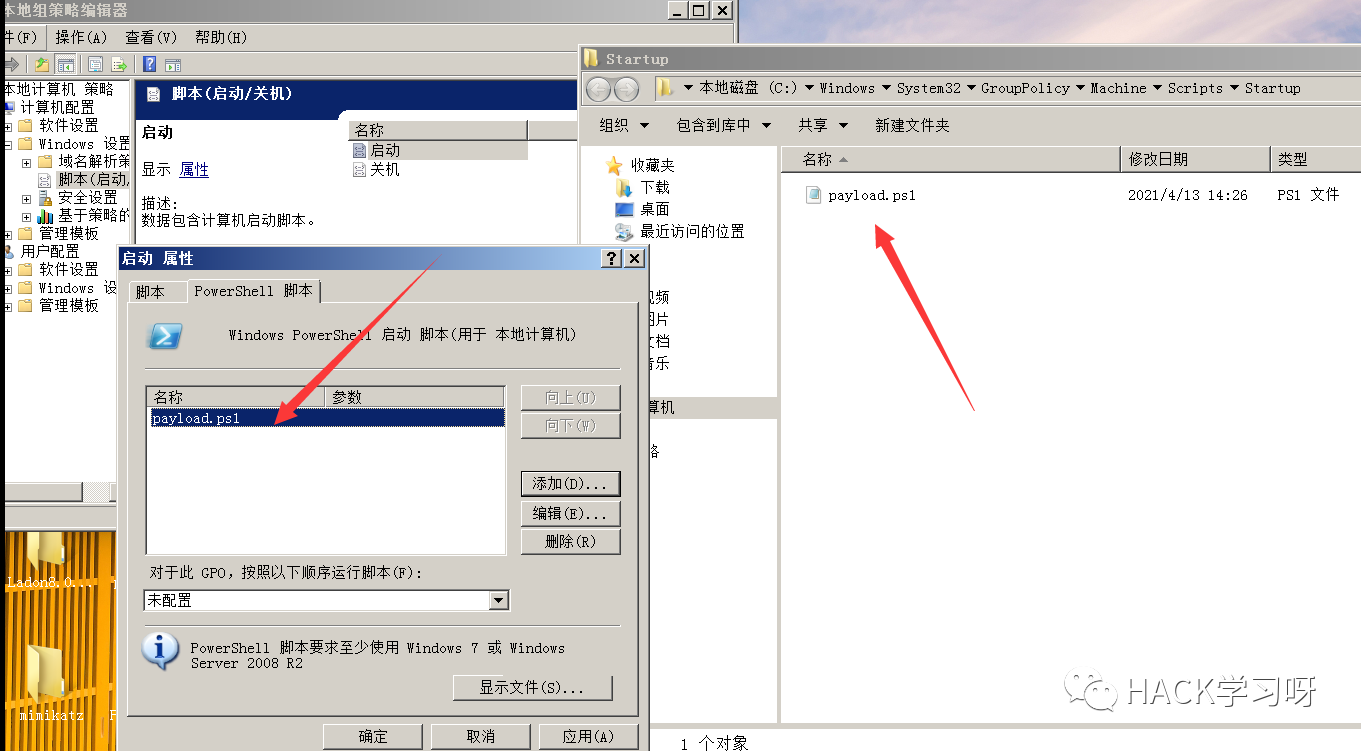 本地组策略编辑器
件(F) 操作(A) 查看(V) 帮助(H)
本地计算机 策略
计算机配置
软件设置
Windows 设置
域名解析策
脚本(启动/
安全设置
基于策略的
管理模板
用户配置
软件设置
Windows 设
管理模板
脚本(启动/关机)
启动
显示 属性
描述:
数据包含计算机启动脚本。
名称
启动
关机
Startup
本地磁盘 (C:) Windows System32 GroupPolicy Machine Scripts Startup
组织 包含到库中 共享 新建文件夹
收藏夹
下载
桌面
最近访问的位置
视频
图片
文档
音乐
算机
络
名称 修改日期 类型
payload.ps1 2021/4/13 14:26 PS1 文件
1 个对象
启动 属性
脚本 PowerShell 脚本
Windows PowerShell 启动 脚本(用于 本地计算机)
名称 参数
payload.ps1
向上(U)
向下(W)
添加(D)...
编辑(E)...
删除(R)
对于此 GPO,按照以下顺序运行脚本(F):
未配置
PowerShell 脚本要求至少使用 Windows 7 或 Windows
Server 2008 R2
显示文件(S)...
确定 取消 应用(A)
Ladon8.0...
mimikatz
HACK学习呀